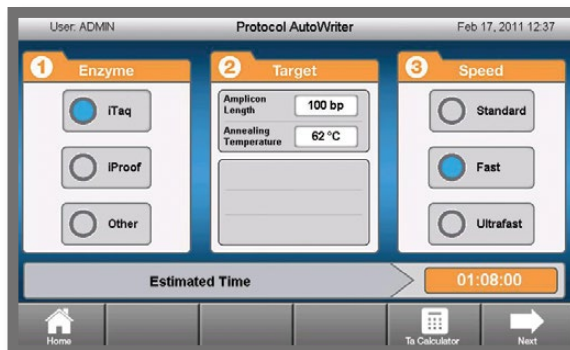 User: ADMIN
Protocol AutoWriter
Feb 17, 2011 12:37
1 Enzyme
iTaq
iProof
Other
2 Target
Amplicon
Length
100 bp
Annealing
Temperature
62 °C
3 Speed
Standard
Fast
Ultrafast
Estimated Time
01:08:00
Home
Ta Calculator
Next